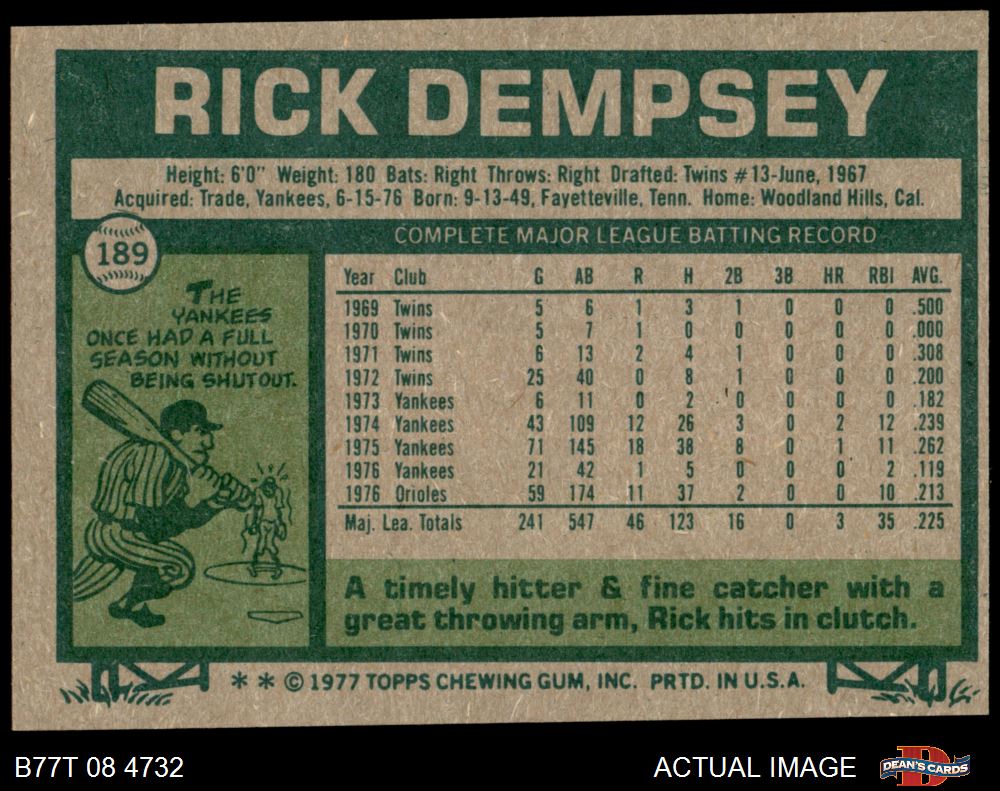 RICK DEMPSEY
Height: 6'0" Weight: 180 Bats: Right Throws: Right Drafted: Twins #13-June, 1967
Acquired: Trade, Yankees, 6-15-76 Born: 9-13-49, Fayetteville, Tenn. Home: Woodland Hills, Cal.
189
THE
YANKEES
ONCE HAD A FULL
SEASON WITHOUT
BEING SHUTOUT.
COMPLETE MAJOR LEAGUE BATTING RECORD
Year Club G AB R H 2B 3B HR RBI AVG.
1969 Twins 5 6 1 3 1 0 0 0 .500
1970 Twins 5 7 1 0 0 0 0 0 .000
1971 Twins 6 13 2 4 1 0 0 0 .308
1972 Twins 25 40 0 8 1 0 0 0 .200
1973 Yankees 6 11 0 2 0 0 0 0 .182
1974 Yankees 43 109 12 26 3 0 2 12 .239
1975 Yankees 71 145 18 38 8 0 1 11 .262
1976 Yankees 21 42 1 5 0 0 0 2 .119
1976 Orioles 59 174 11 37 2 0 0 10 .213
Maj. Lea. Totals 241 547 46 123 16 0 3 35 .225
A timely hitter & fine catcher with a
great throwing arm, Rick hits in clutch.
** © 1977 TOPPS CHEWING GUM, INC. PRTD. IN U.S.A.
B77T 08 4732
ACTUAL IMAGE
D
DEAN'S CARDS